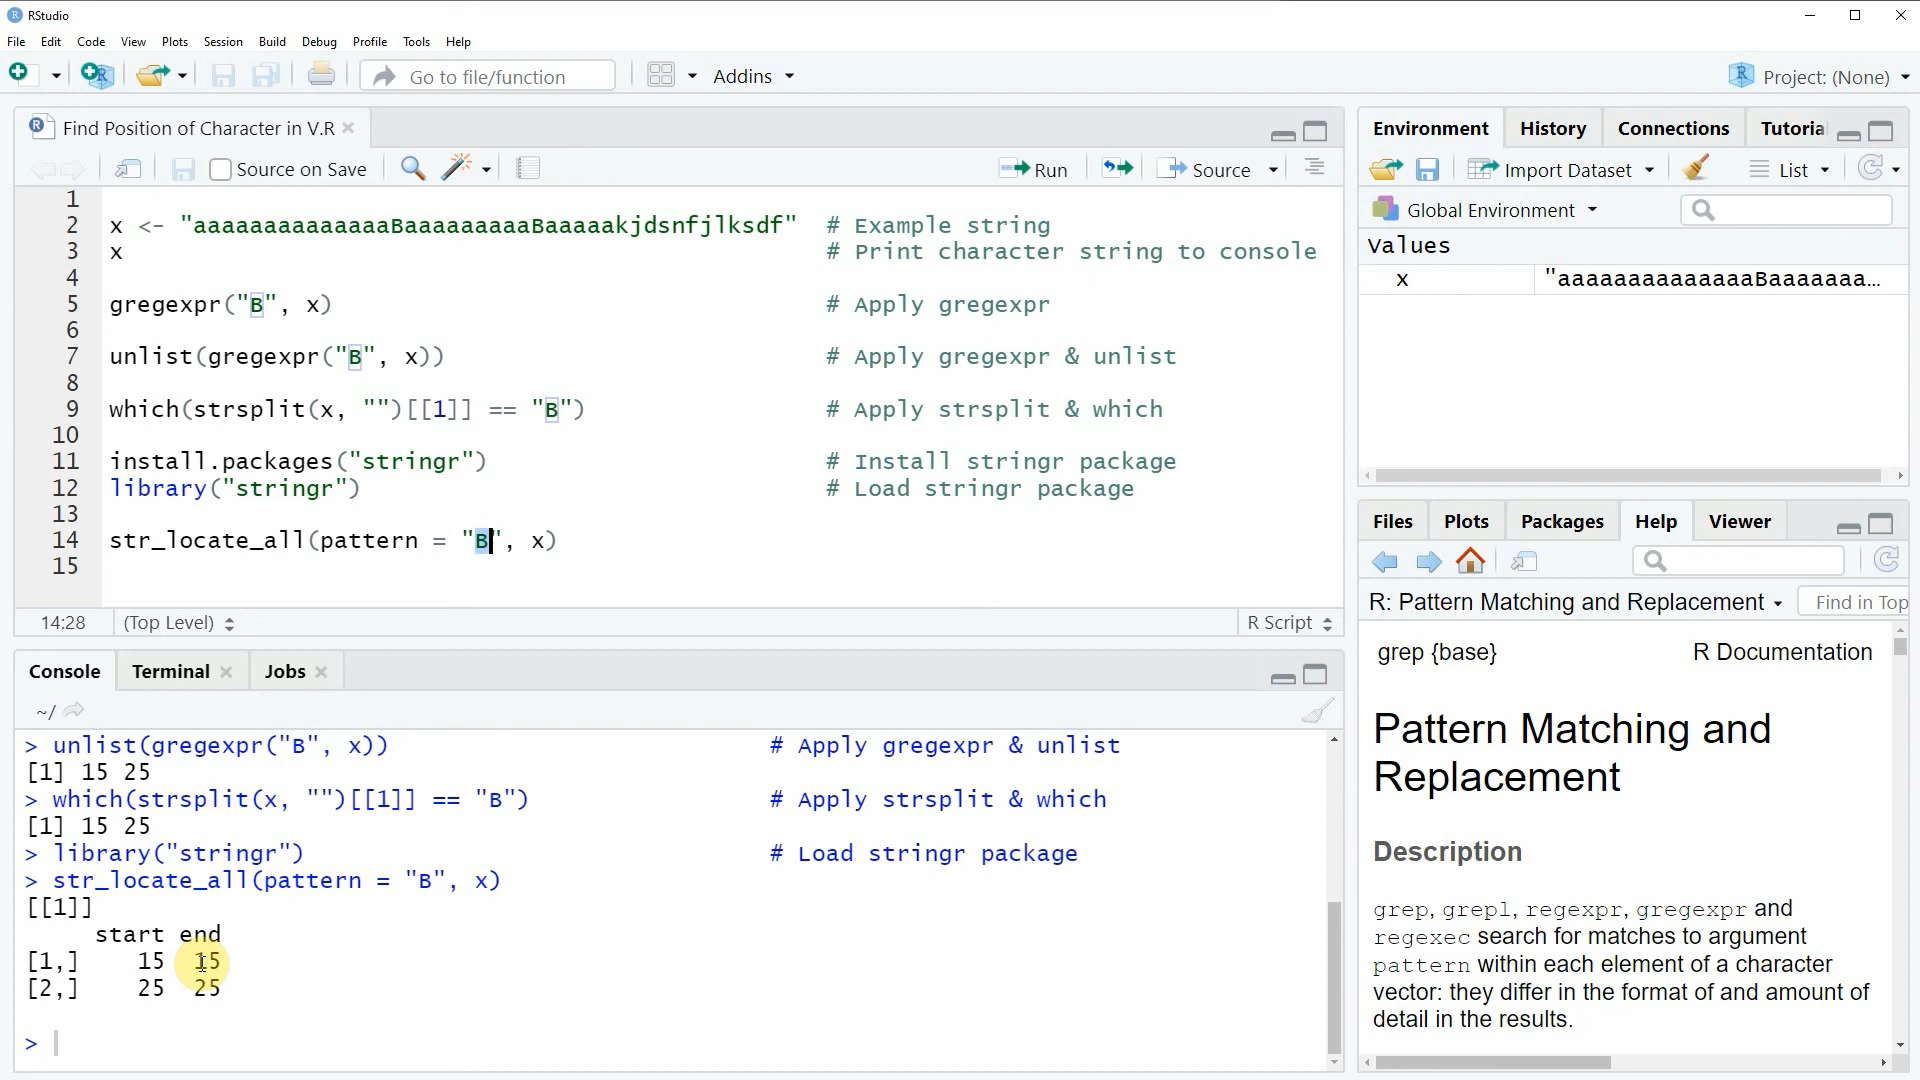 RStudio
File Edit Code View Plots Session Build Debug Profile Tools Help
Go to file/function Addins Project: (None)
Find Position of Character in V.R
Source on Save Run Source
1
2 x <- "aaaaaaaaaaaaaaBaaaaaaaaaBaaaaakjdsnfjlksdf" # Example string
3 x # Print character string to console
4
5 gregexpr("B", x) # Apply gregexpr
6
7 unlist(gregexpr("B", x)) # Apply gregexpr & unlist
8
9 which(strsplit(x, "")[[1]] == "B") # Apply strsplit & which
10
11 install.packages("stringr") # Install stringr package
12 library("stringr") # Load stringr package
13
14 str_locate_all(pattern = "B", x)
15
14:28 (Top Level) R Script
Console Terminal Jobs
~/
> unlist(gregexpr("B", x)) # Apply gregexpr & unlist
[1] 15 25
> which(strsplit(x, "")[[1]] == "B") # Apply strsplit & which
[1] 15 25
> library("stringr") # Load stringr package
> str_locate_all(pattern = "B", x)
[[1]]
start end
[1,] 15 15
[2,] 25 25
>
Environment History Connections Tutoria
Import Dataset List
Global Environment
Values
x "aaaaaaaaaaaaaaBaaaaaaa…
Files Plots Packages Help Viewer
R: Pattern Matching and Replacement Find in Top
grep {base} R Documentation
Pattern Matching and
Replacement
Description
grep, grepl, regexpr, gregexpr and
regexec search for matches to argument
pattern within each element of a character
vector: they differ in the format of and amount of
detail in the results.